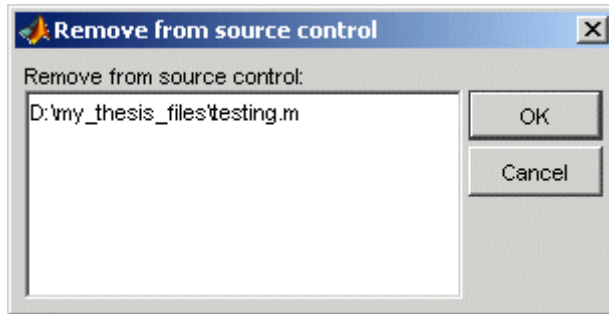 Remove from source control
Remove from source control:
D:\my_thesis_files\testing.m
OK
Cancel